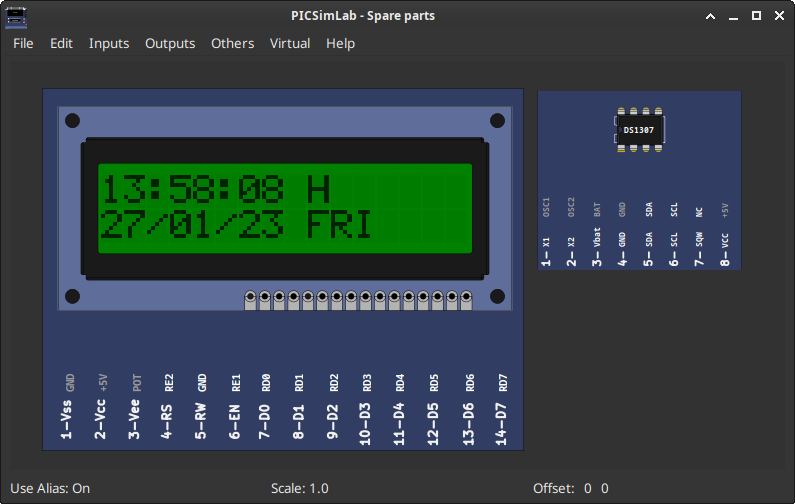 PICSimLab - Spare parts
File Edit Inputs Outputs Others Virtual Help
13:58:08 H
27/01/23 FRI
GND +5V POT RE2 GND RE1 RD0 RD1 RD2 RD3 RD4 RD5 RD6 RD7
1-Vss 2-Vcc 3-Vee 4-RS 5-RW 6-EN 7-D0 8-D1 9-D2 10-D3 11-D4 12-D5 13-D6 14-D7
DS1307
OSC1 OSC2 BAT GND SDA SCL NC +5V
1- X1 2- X2 3- Vbat 4- GND 5- SDA 6- SCL 7- SQW 8- VCC
Use Alias: On Scale: 1.0 Offset: 0 0